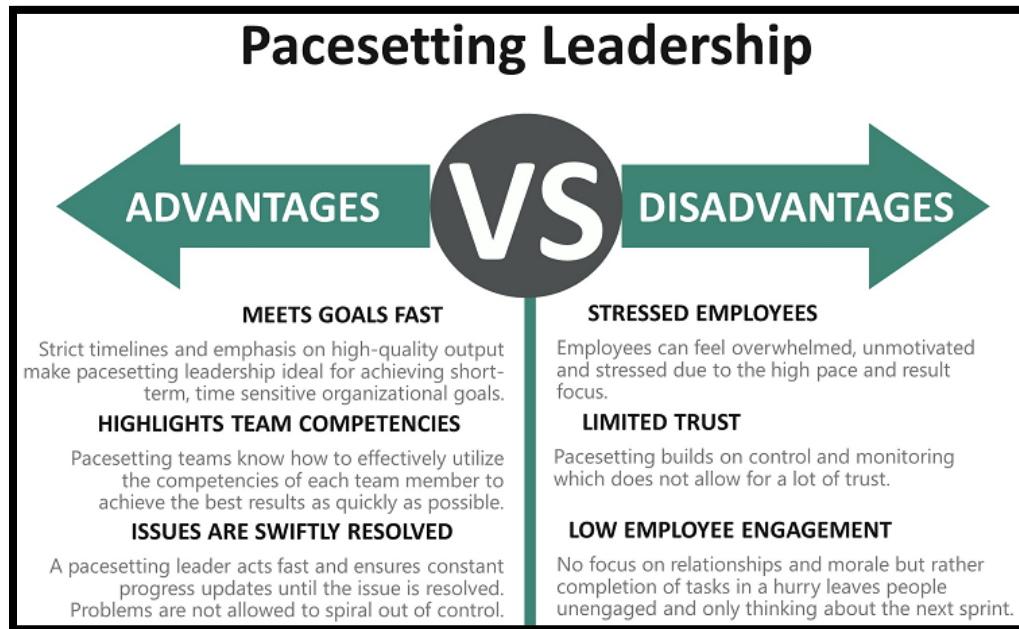 Pacesetting Leadership
ADVANTAGES
VS
DISADVANTAGES
MEETS GOALS FAST
Strict timelines and emphasis on high-quality output
make pacesetting leadership ideal for achieving short-
term, time sensitive organizational goals.
HIGHLIGHTS TEAM COMPETENCIES
Pacesetting teams know how to effectively utilize
the competencies of each team member to
achieve the best results as quickly as possible.
ISSUES ARE SWIFTLY RESOLVED
A pacesetting leader acts fast and ensures constant
progress updates until the issue is resolved.
Problems are not allowed to spiral out of control.
STRESSED EMPLOYEES
Employees can feel overwhelmed, unmotivated
and stressed due to the high pace and result
focus.
LIMITED TRUST
Pacesetting builds on control and monitoring
which does not allow for a lot of trust.
LOW EMPLOYEE ENGAGEMENT
No focus on relationships and morale but rather
completion of tasks in a hurry leaves people
unengaged and only thinking about the next sprint.